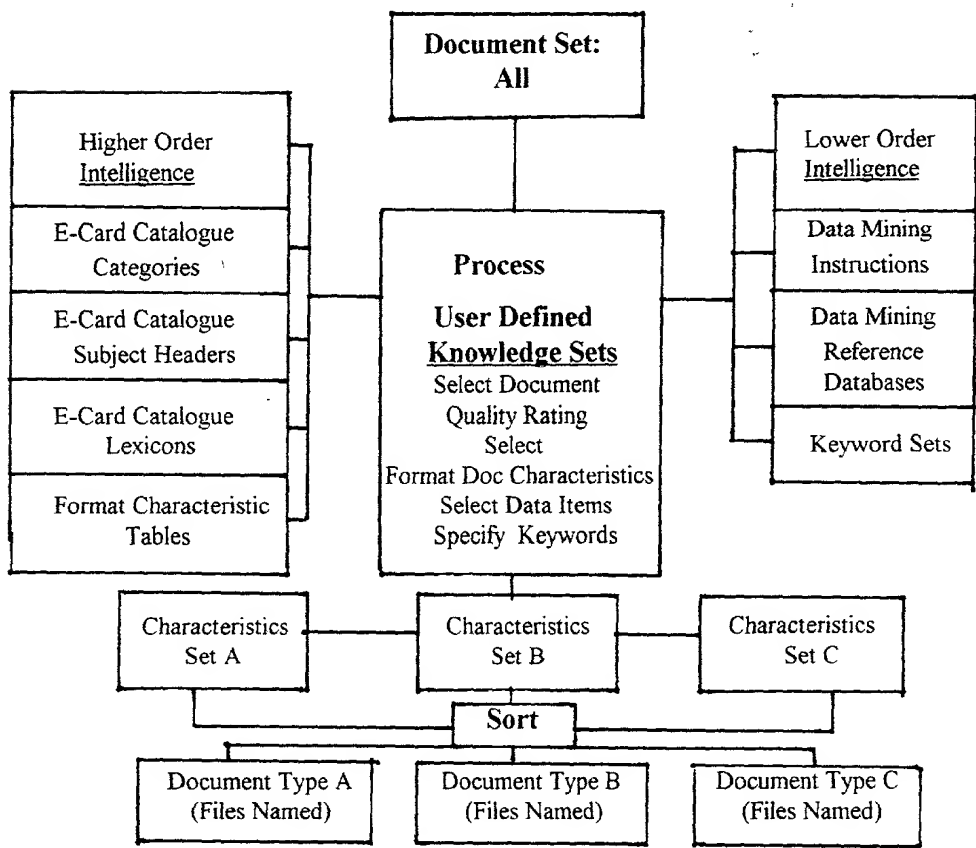 Document Set:
All
Higher Order
Intelligence
E-Card Catalogue
Categories
E-Card Catalogue
Subject Headers
E-Card Catalogue
Lexicons
Format Characteristic
Tables
Process
User Defined
Knowledge Sets
Select Document
Quality Rating
Select
Format Doc Characteristics
Select Data Items
Specify Keywords
Lower Order
Intelligence
Data Mining
Instructions
Data Mining
Reference
Databases
Keyword Sets
Characteristics
Set A
Characteristics
Set B
Characteristics
Set C
Sort
Document Type A
(Files Named)
Document Type B
(Files Named)
Document Type C
(Files Named)